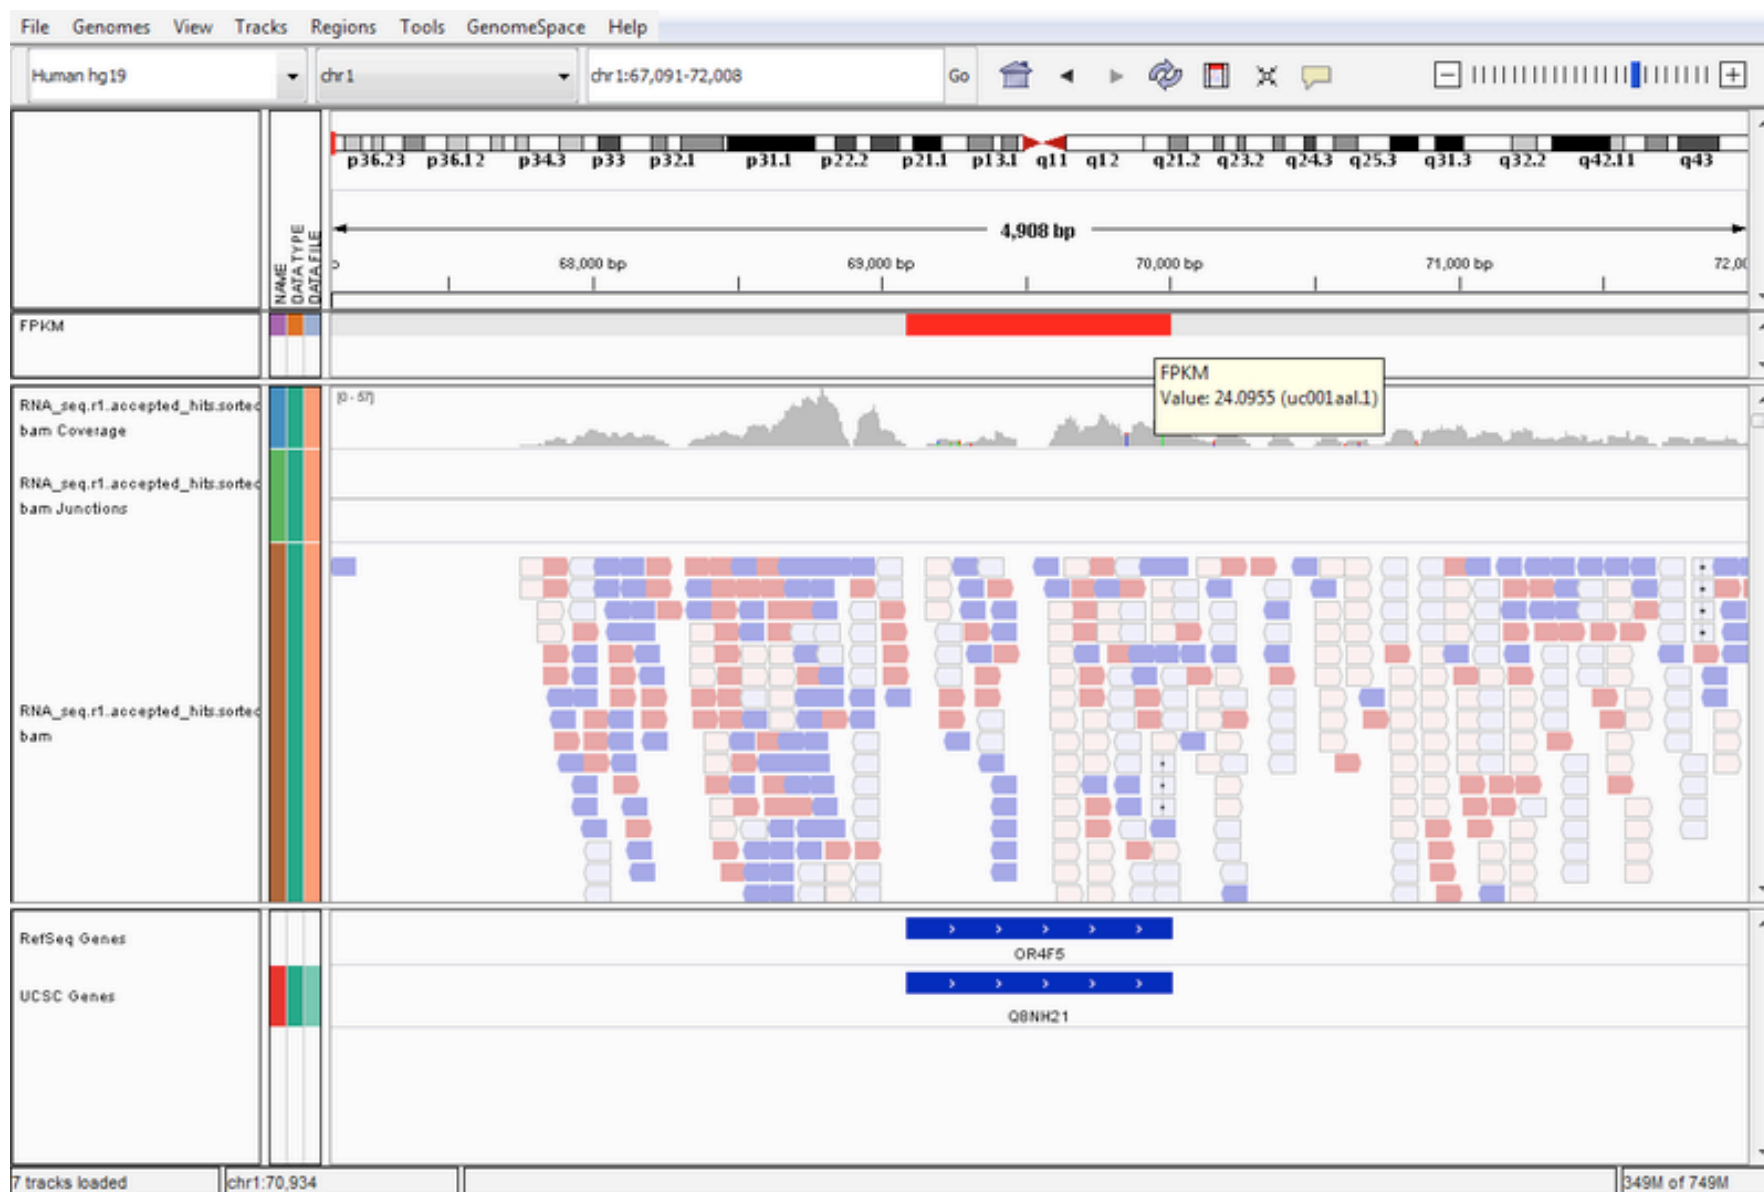 File Genomes View Tracks Regions Tools GenomeSpace Help
Human hg19 chr1 chr1:67,091-72,008 Go
p36.23 p36.12 p34.3 p33 p32.1 p31.1 p22.2 p21.1 p13.1 q11 q12 q21.2 q23.2 q24.3 q25.3 q31.3 q32.2 q42.11 q43
4,908 bp
NAME
DATA TYPE
DATA FILE
68,000 bp 69,000 bp 70,000 bp 71,000 bp 72,0
FPKM
FPKM
Value: 24.0955 (uc001aal.1)
[0 - 57]
RNA_seq.r1.accepted_hits.sorted
bam Coverage
RNA_seq.r1.accepted_hits.sorted
bam Junctions
RNA_seq.r1.accepted_hits.sorted
bam
RefSeq Genes
OR4F5
UCSC Genes
Q8NH21
7 tracks loaded chr1:70,934 349M of 749M